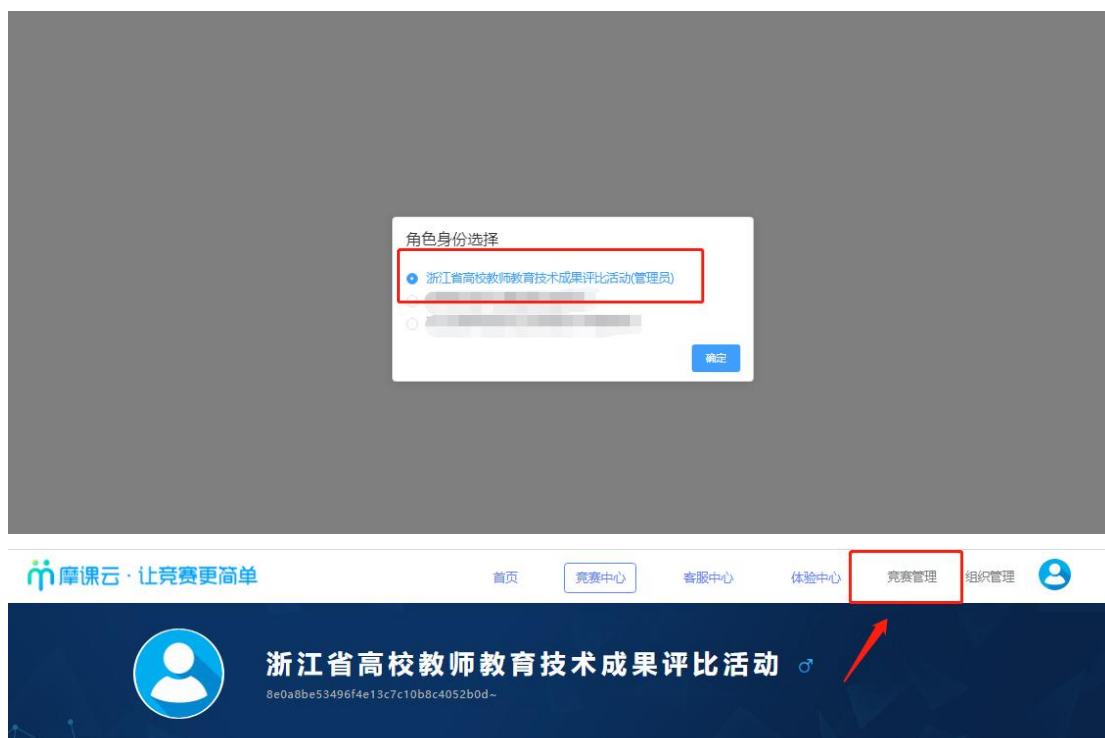 角色身份选择
浙江省高校教师教育技术成果评比活动(管理员)
确定
摩课云·让竞赛更简单 首页 竞赛中心 客服中心 体验中心 竞赛管理 组织管理
浙江省高校教师教育技术成果评比活动 ♂
8e0a8be53496f4e13c7c10b8c4052b0d~